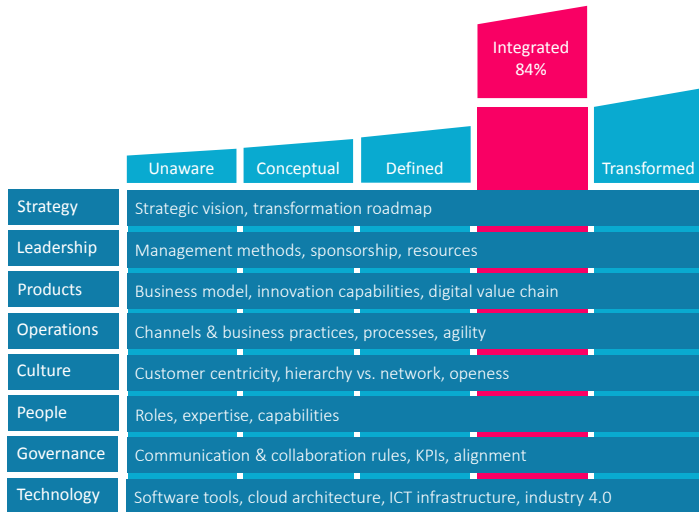 Integrated
84%
Unaware
Conceptual
Defined
Transformed
Strategy
Strategic vision, transformation roadmap
Leadership
Management methods, sponsorship, resources
Products
Business model, innovation capabilities, digital value chain
Operations
Channels & business practices, processes, agility
Culture
Customer centricity, hierarchy vs. network, openess
People
Roles, expertise, capabilities
Governance
Communication & collaboration rules, KPIs, alignment
Technology
Software tools, cloud architecture, ICT infrastructure, industry 4.0